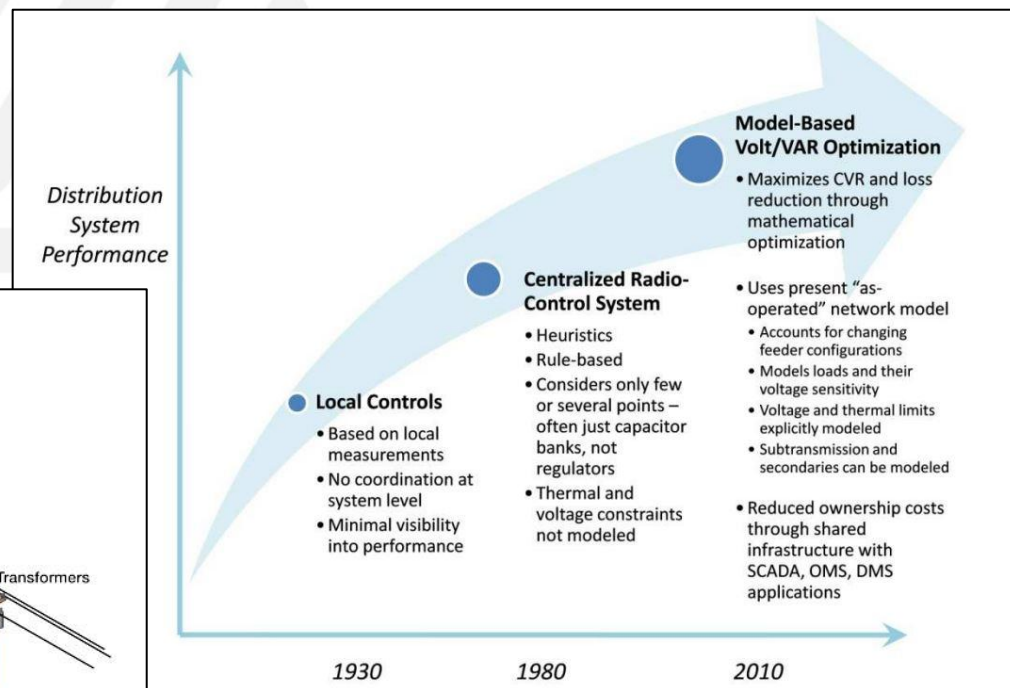 Distribution
System
Performance
Model-Based
Volt/VAR Optimization
• Maximizes CVR and loss
reduction through
mathematical
optimization
• Uses present “as-
operated” network model
• Accounts for changing
feeder configurations
• Models loads and their
voltage sensitivity
• Voltage and thermal limits
explicitly modeled
• Subtransmission and
secondaries can be modeled
• Reduced ownership costs
through shared
infrastructure with
SCADA, OMS, DMS
applications
Centralized Radio-
Control System
• Heuristics
• Rule-based
• Considers only few
or several points –
often just capacitor
banks, not
regulators
• Thermal and
voltage constraints
not modeled
Local Controls
• Based on local
measurements
• No coordination at
system level
• Minimal visibility
into performance
Transformers
1930
1980
2010